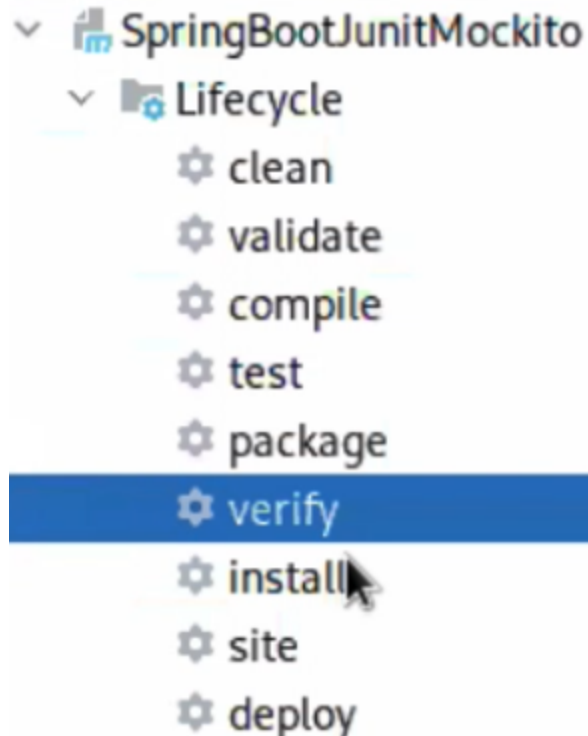 SpringBootJunitMockito
Lifecycle
clean
validate
compile
test
package
verify
install
site
deploy